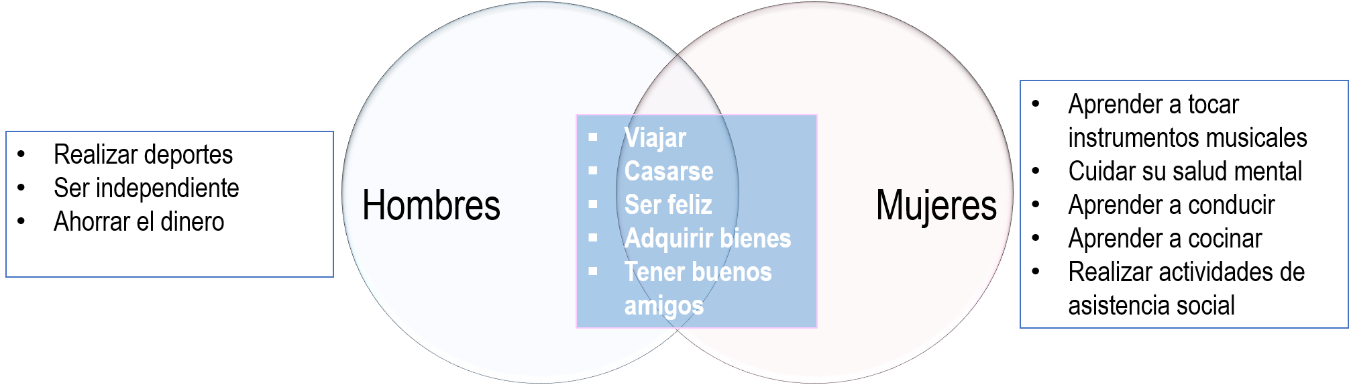 • Realizar deportes
• Ser independiente
• Ahorrar el dinero
Hombres
▪ Viajar
▪ Casarse
▪ Ser feliz
▪ Adquirir bienes
▪ Tener buenos
amigos
Mujeres
• Aprender a tocar
instrumentos musicales
• Cuidar su salud mental
• Aprender a conducir
• Aprender a cocinar
• Realizar actividades de
asistencia social